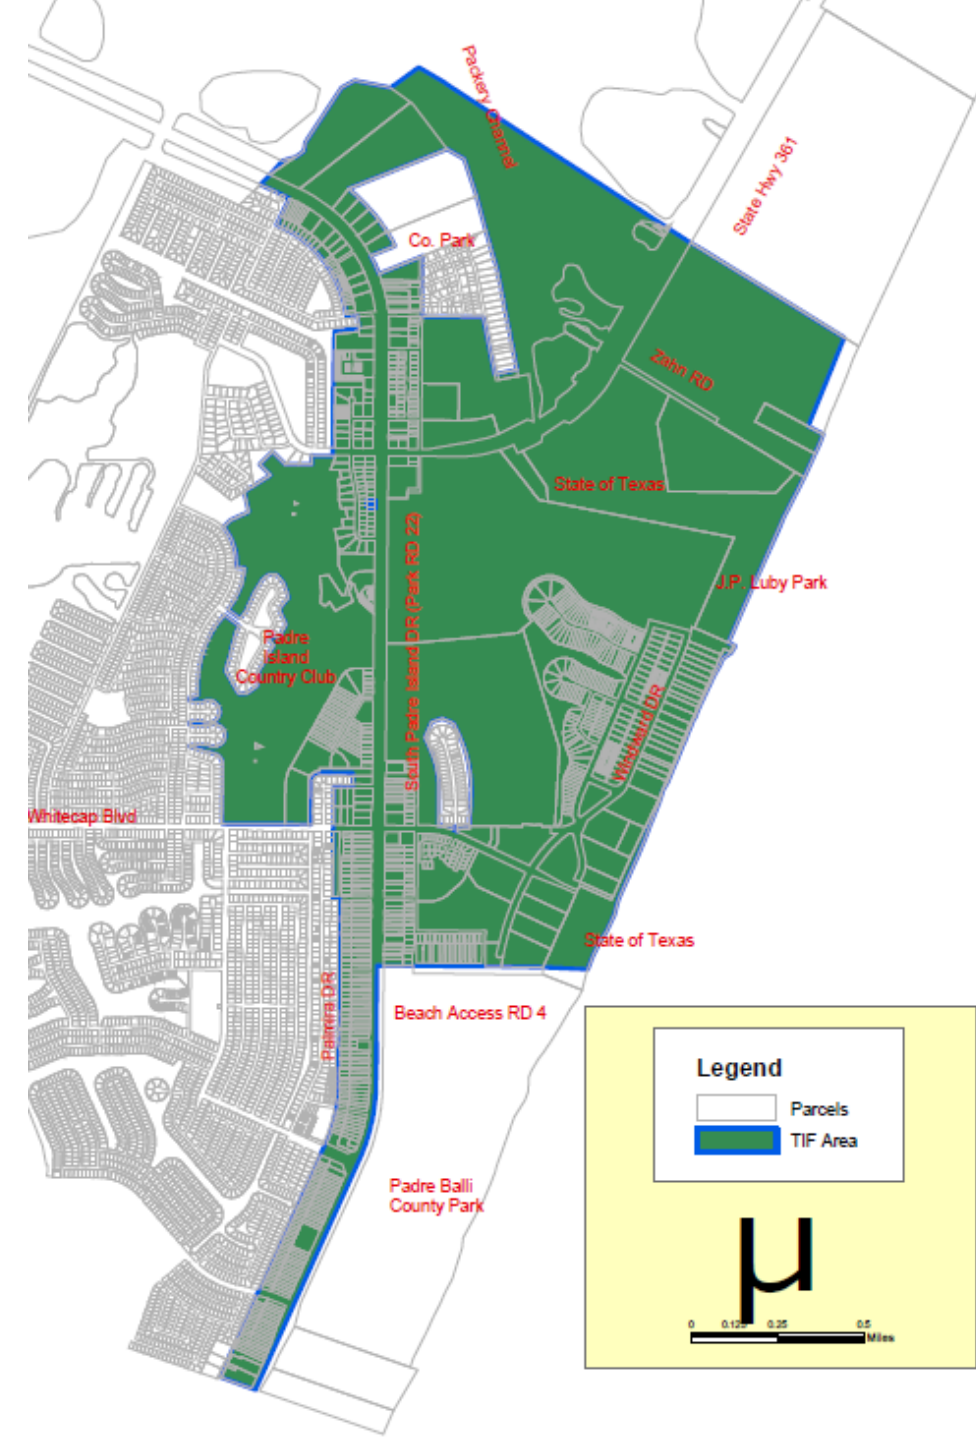 Packery Channel
State Hwy 361
Co. Park
Zahn RD
State of Texas
South Padre Island DR (Park RD 22)
J.P. Luby Park
Padre
Island
Country Club
Windward DR
Whitecap Blvd
State of Texas
Palmira DR
Beach Access RD 4
Padre Balli
County Park
Legend
Parcels
TIF Area
µ
0 0.125 0.25 0.5
Miles